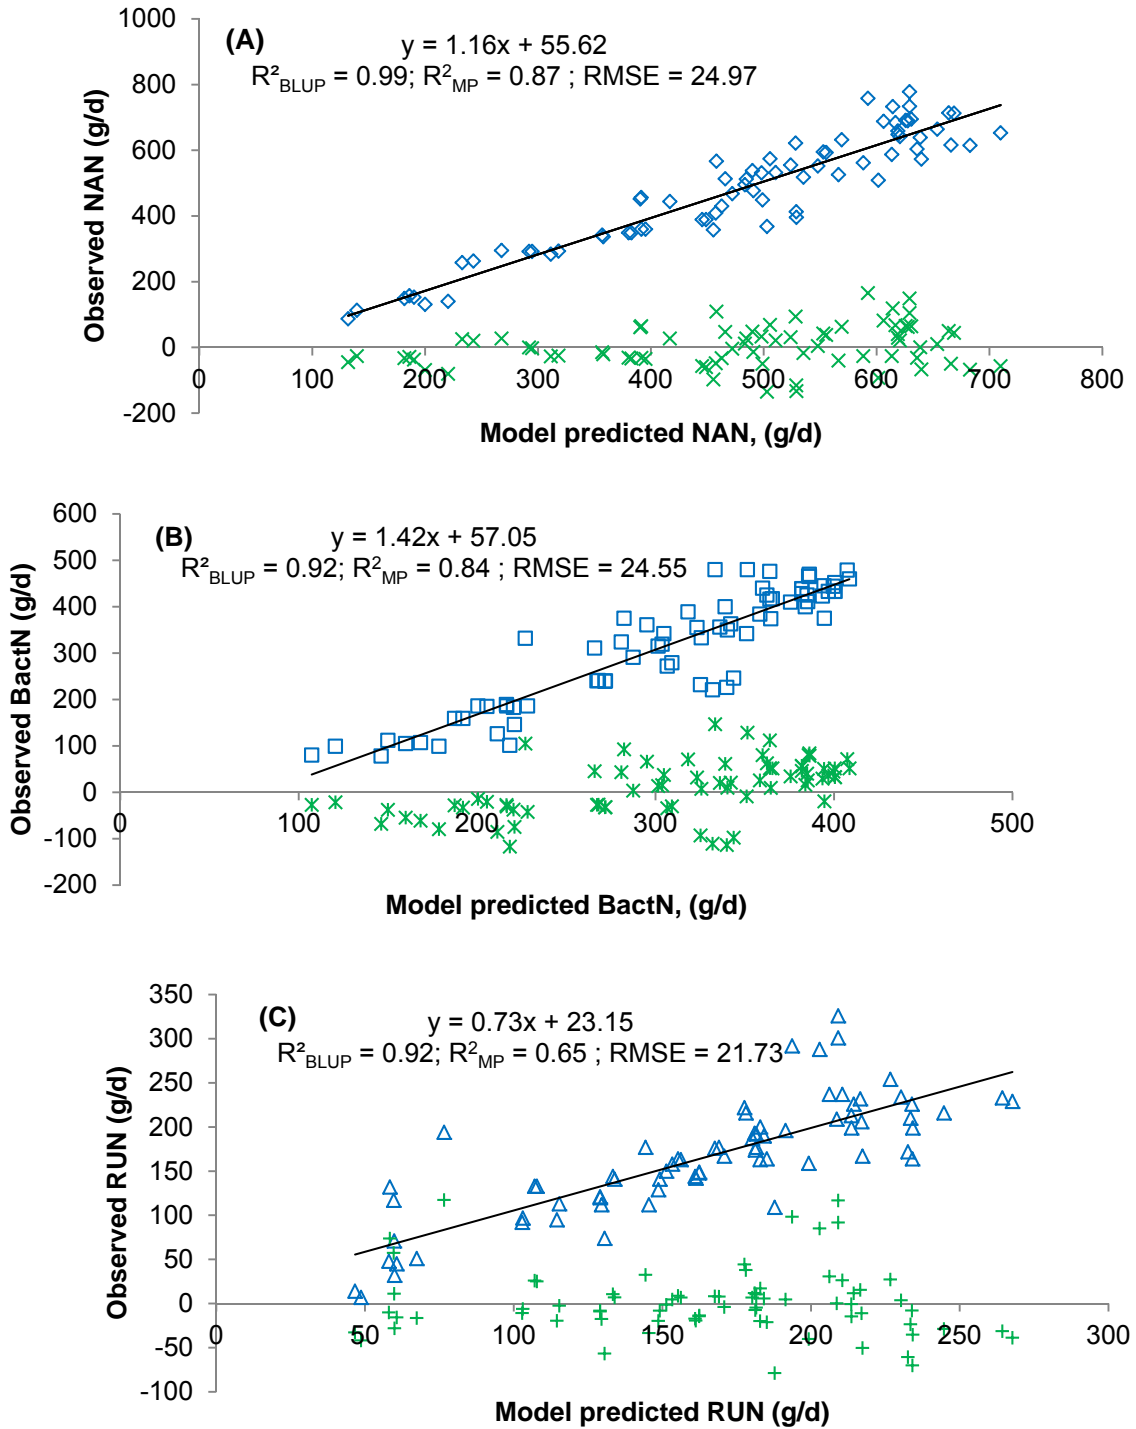 (A)
y = 1.16x + 55.62
R²BLUP = 0.99; R²MP = 0.87 ; RMSE = 24.97
Observed NAN (g/d)
1000
800
600
400
200
0
-200
0 100 200 300 400 500 600 700 800
Model predicted NAN, (g/d)
(B)
y = 1.42x + 57.05
R²BLUP = 0.92; R²MP = 0.84 ; RMSE = 24.55
Observed BactN (g/d)
600
500
400
300
200
100
0
-100
-200
0 100 200 300 400 500
Model predicted BactN, (g/d)
(C)
y = 0.73x + 23.15
R²BLUP = 0.92; R²MP = 0.65 ; RMSE = 21.73
Observed RUN (g/d)
350
300
250
200
150
100
50
0
-50
-100
0 50 100 150 200 250 300
Model predicted RUN (g/d)